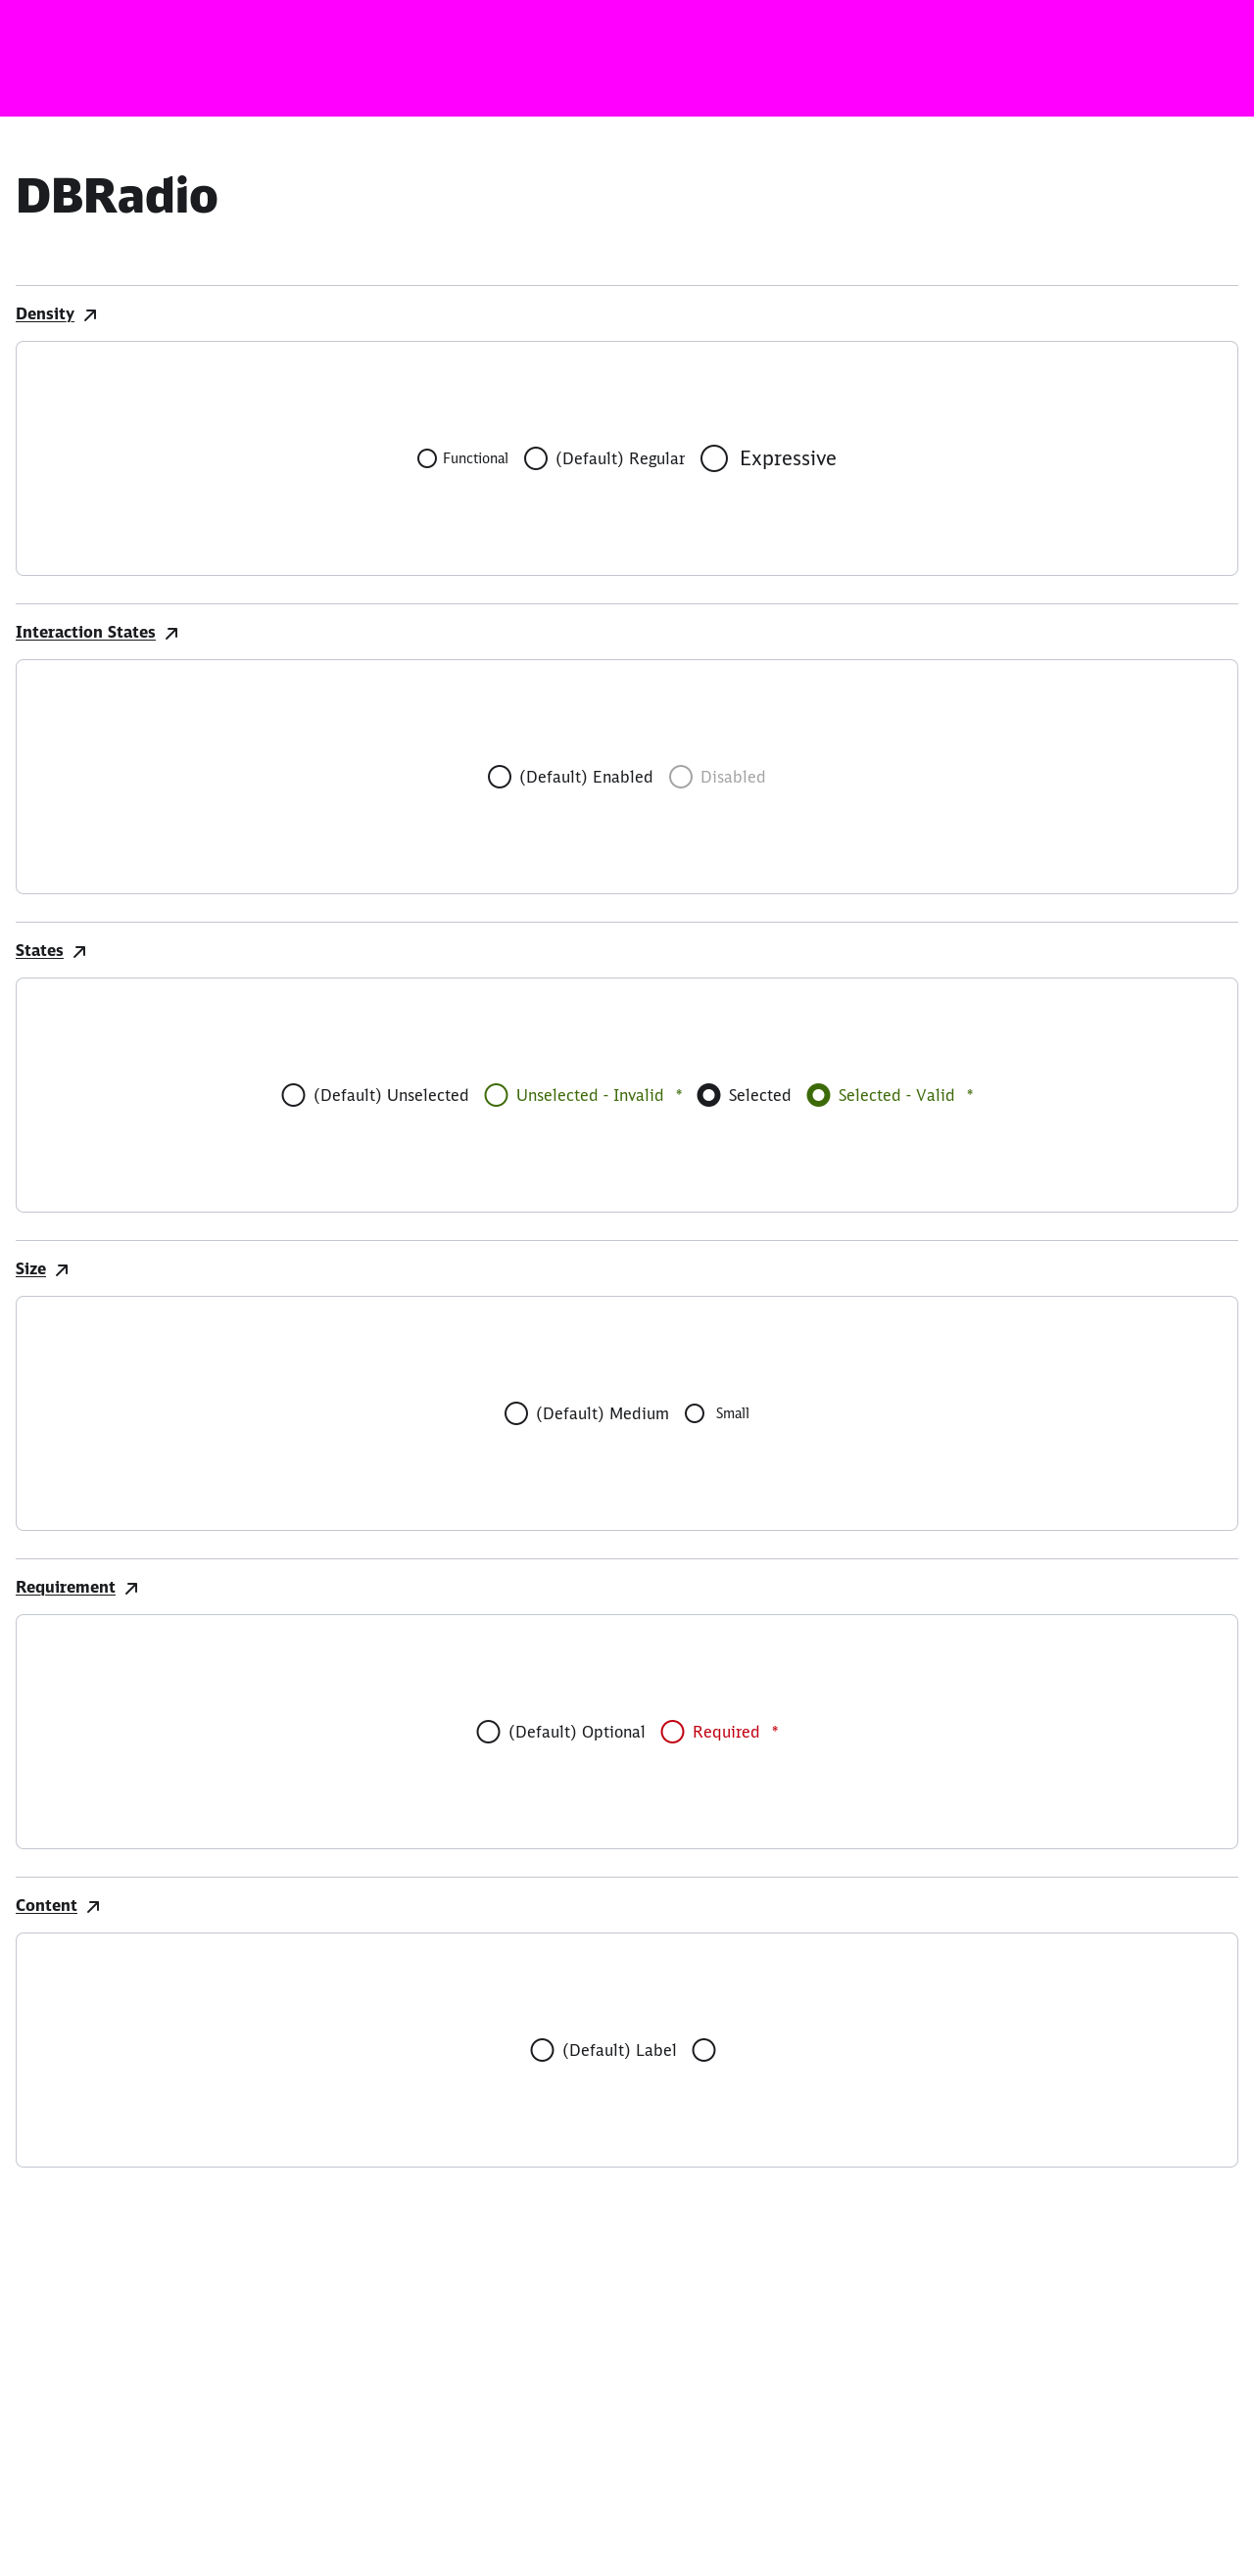 DBRadio
Density
Functional (Default) Regular Expressive
Interaction States
(Default) Enabled Disabled
States
(Default) Unselected Unselected - Invalid * Selected Selected - Valid *
Size
(Default) Medium Small
Requirement
(Default) Optional Required *
Content
(Default) Label